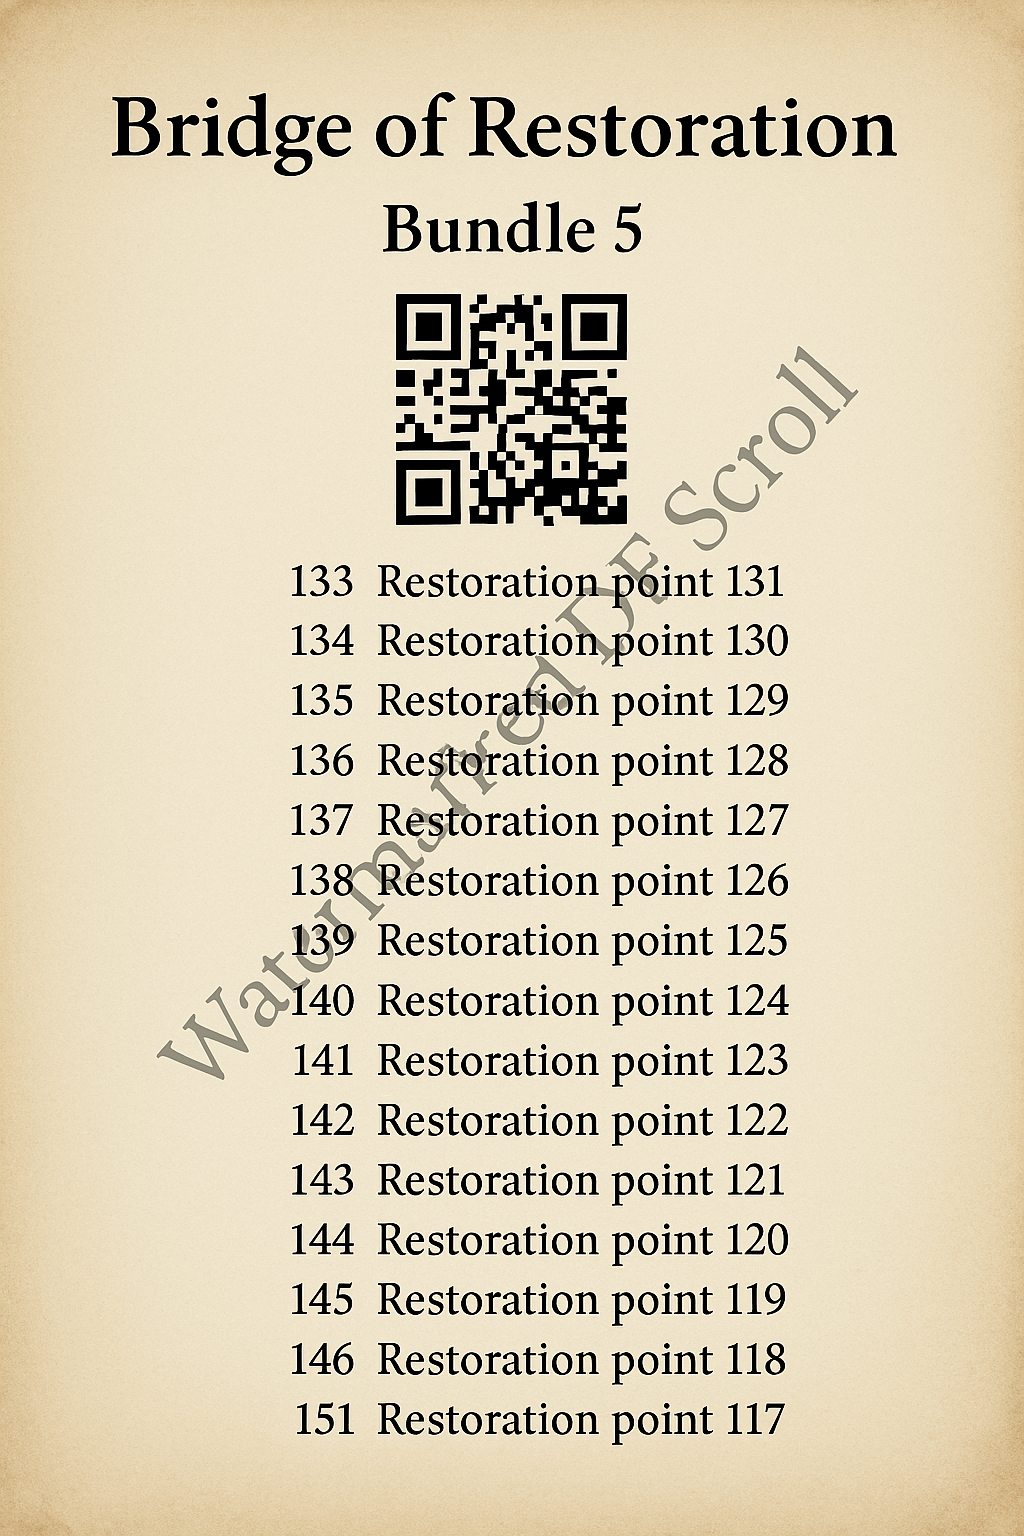 Bridge of Restoration
Bundle 5
133 Restoration point 131
134 Restoration point 130
135 Restoration point 129
136 Restoration point 128
137 Restoration point 127
138 Restoration point 126
139 Restoration point 125
140 Restoration point 124
141 Restoration point 123
142 Restoration point 122
143 Restoration point 121
144 Restoration point 120
145 Restoration point 119
146 Restoration point 118
151 Restoration point 117
Watermarked DF Scroll